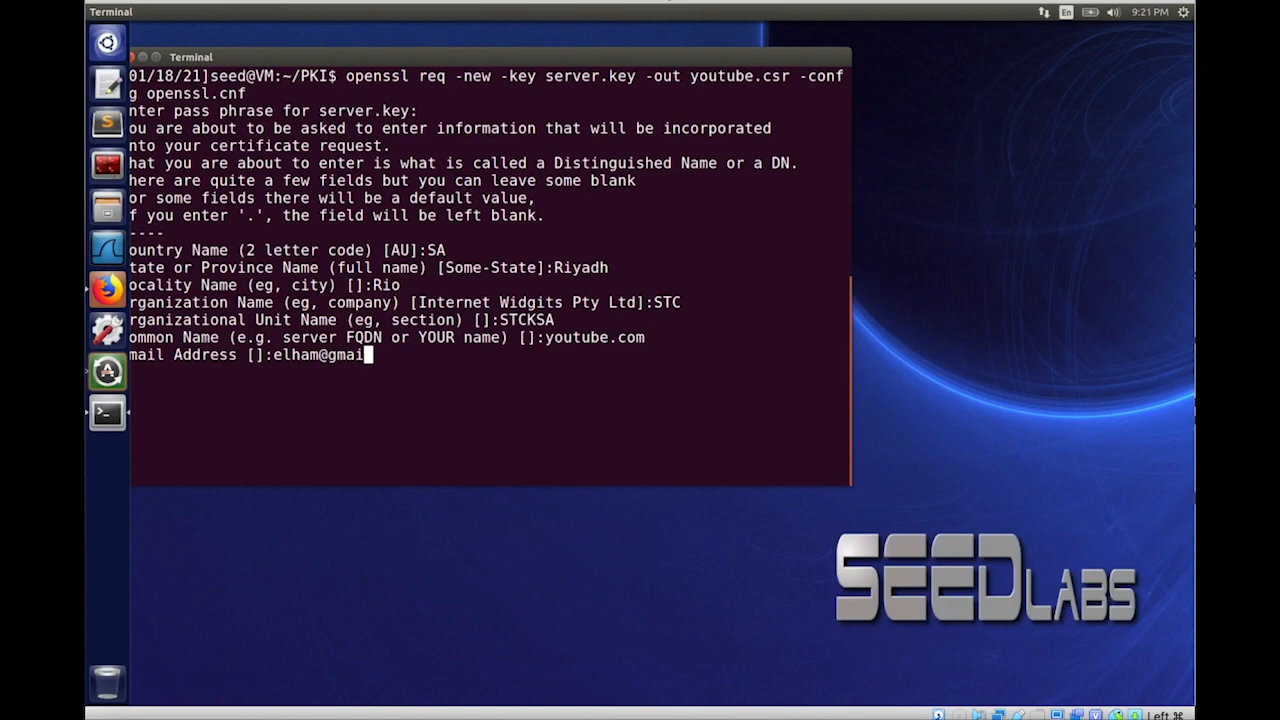 Terminal
En
9:21 PM
Terminal
01/18/21]seed@VM:~/PKI$ openssl req -new -key server.key -out youtube.csr -conf
g openssl.cnf
nter pass phrase for server.key:
ou are about to be asked to enter information that will be incorporated
nto your certificate request.
hat you are about to enter is what is called a Distinguished Name or a DN.
here are quite a few fields but you can leave some blank
or some fields there will be a default value,
f you enter '.', the field will be left blank.
----
ountry Name (2 letter code) [AU]:SA
tate or Province Name (full name) [Some-State]:Riyadh
ocality Name (eg, city) []:Rio
rganization Name (eg, company) [Internet Widgits Pty Ltd]:STC
rganizational Unit Name (eg, section) []:STCKSA
ommon Name (e.g. server FQDN or YOUR name) []:youtube.com
mail Address []:elham@gmai
SEEDLABS
Left ⌘